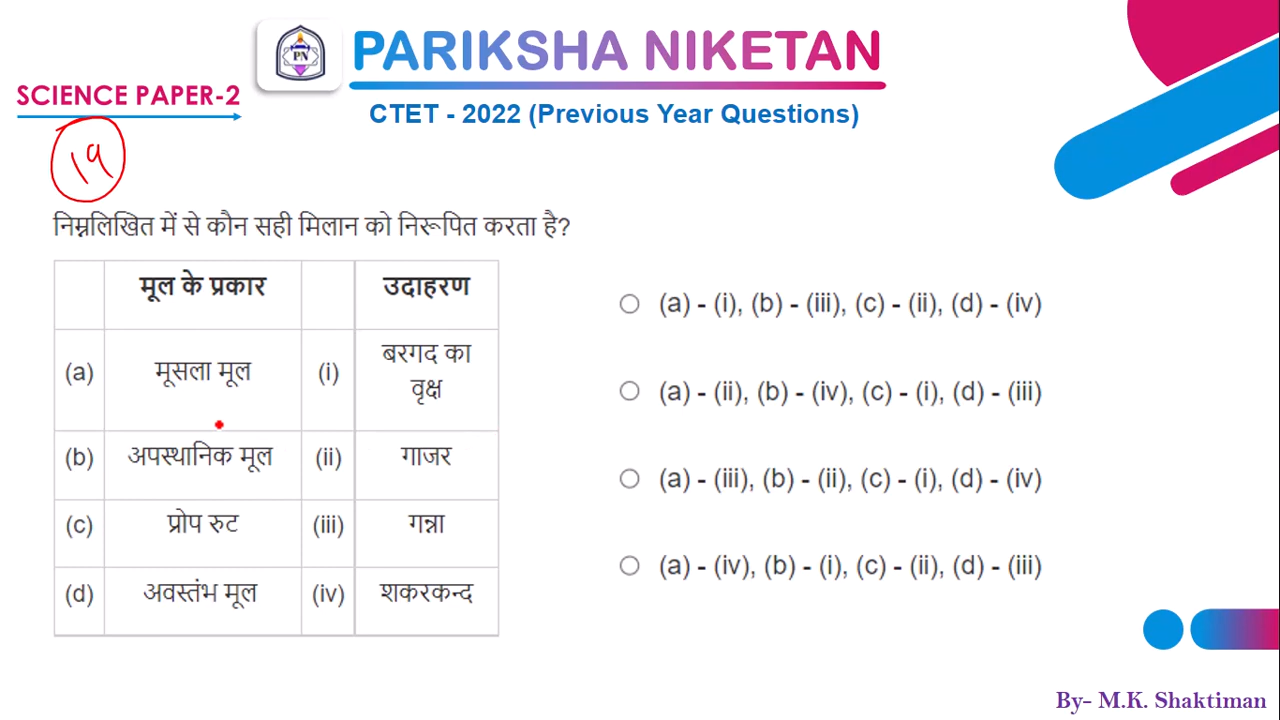 PN
PARIKSHA NIKETAN
SCIENCE PAPER-2
CTET - 2022 (Previous Year Questions)
19
निम्नलिखित में से कौन सही मिलान को निरूपित करता है?
मूल के प्रकार उदाहरण
(a) मूसला मूल (i) बरगद का
वृक्ष
(b) अपस्थानिक मूल (ii) गाजर
(c) प्रोप रुट (iii) गन्ना
(d) अवस्तंभ मूल (iv) शकरकन्द
(a) - (i), (b) - (iii), (c) - (ii), (d) - (iv)
(a) - (ii), (b) - (iv), (c) - (i), (d) - (iii)
(a) - (iii), (b) - (ii), (c) - (i), (d) - (iv)
(a) - (iv), (b) - (i), (c) - (ii), (d) - (iii)
By- M.K. Shaktiman